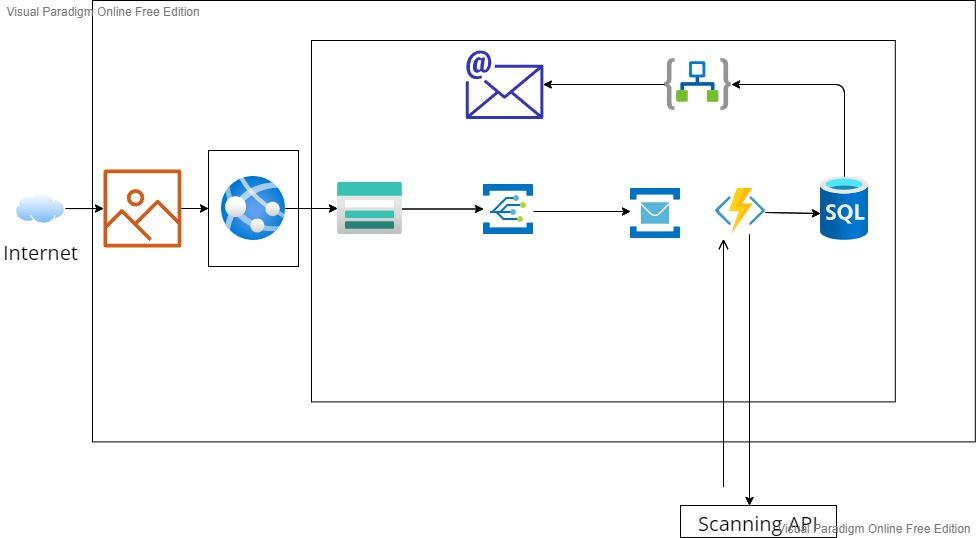 Visual Paradigm Online Free Edition
@
Internet
SQL
Scanning API
Visual Paradigm Online Free Edition